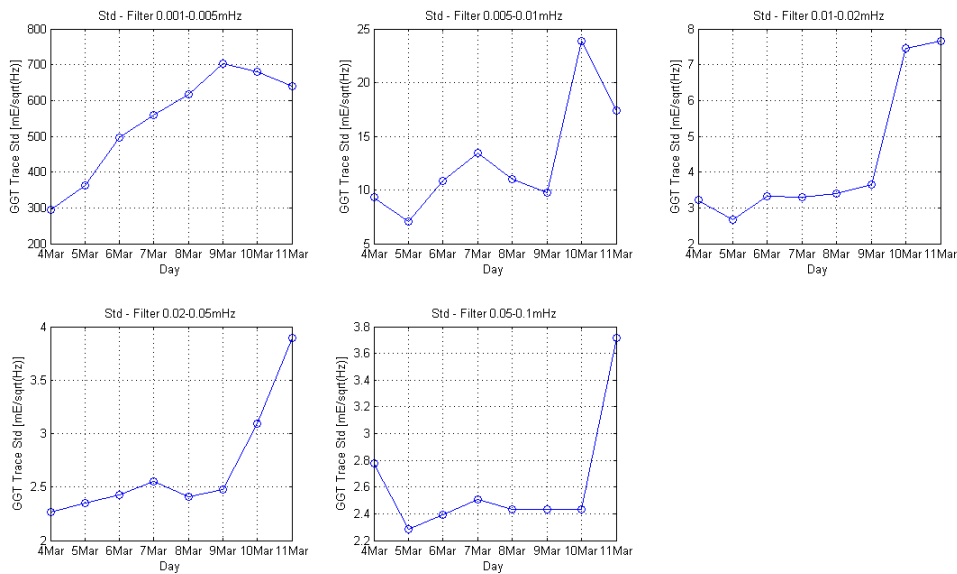 Std - Filter 0.001-0.005mHz
GGT Trace Std [mE/sqrt(Hz)]
800
700
600
500
400
300
200
4Mar 5Mar 6Mar 7Mar 8Mar 9Mar 10Mar 11Mar
Day
Std - Filter 0.005-0.01mHz
GGT Trace Std [mE/sqrt(Hz)]
25
20
15
10
5
4Mar 5Mar 6Mar 7Mar 8Mar 9Mar 10Mar 11Mar
Day
Std - Filter 0.01-0.02mHz
GGT Trace Std [mE/sqrt(Hz)]
8
7
6
5
4
3
2
4Mar 5Mar 6Mar 7Mar 8Mar 9Mar 10Mar 11Mar
Day
Std - Filter 0.02-0.05mHz
GGT Trace Std [mE/sqrt(Hz)]
4
3.5
3
2.5
2
4Mar 5Mar 6Mar 7Mar 8Mar 9Mar 10Mar 11Mar
Day
Std - Filter 0.05-0.1mHz
GGT Trace Std [mE/sqrt(Hz)]
3.8
3.6
3.4
3.2
3
2.8
2.6
2.4
2.2
4Mar 5Mar 6Mar 7Mar 8Mar 9Mar 10Mar 11Mar
Day